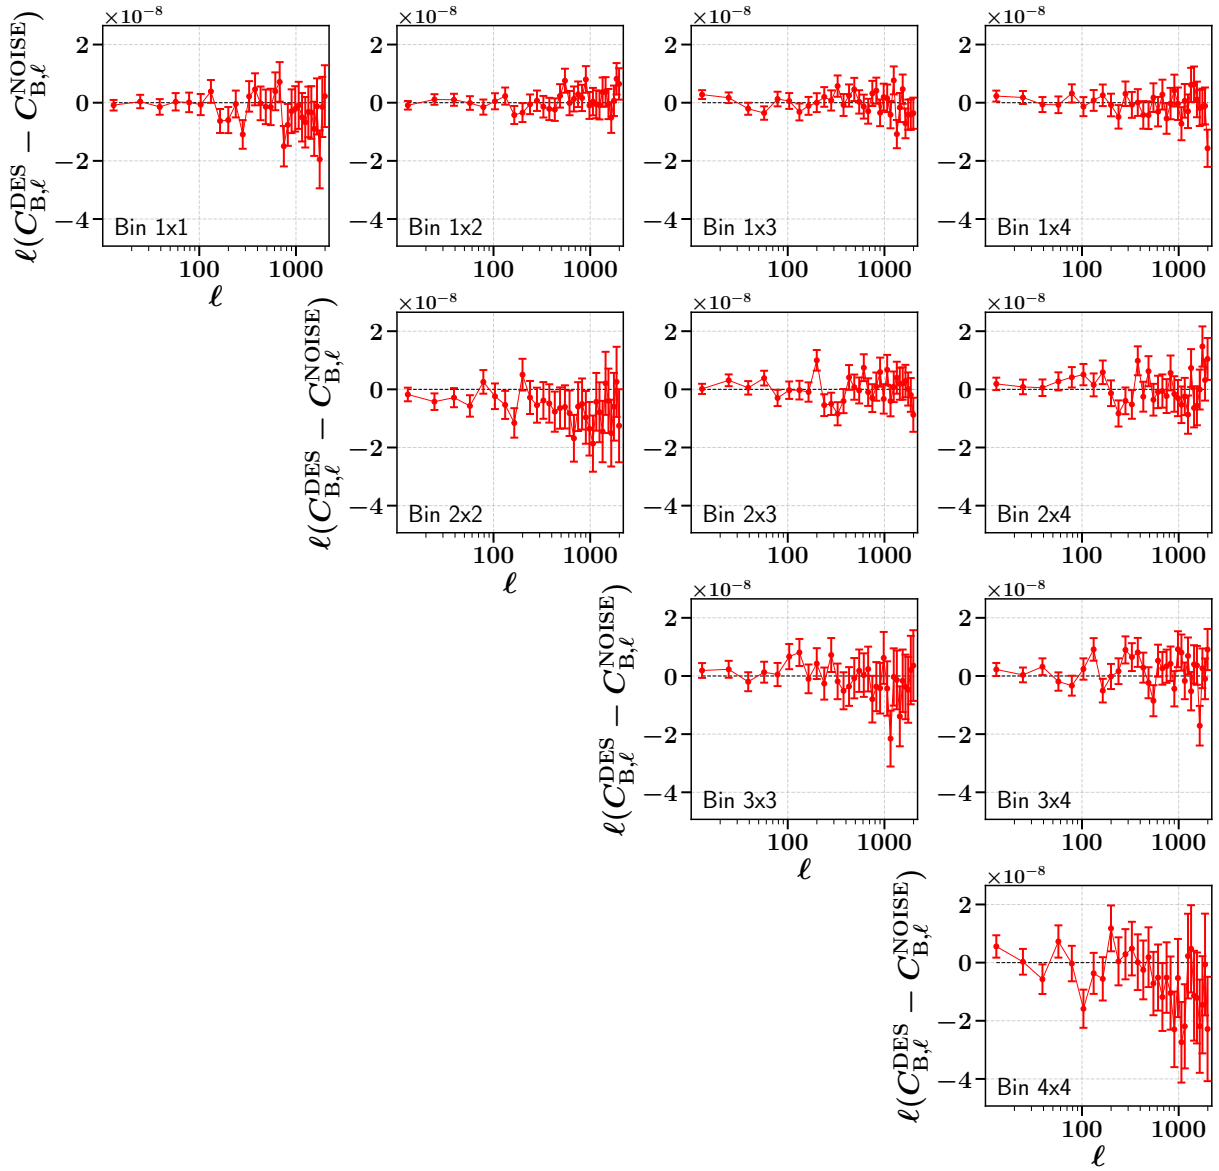 ×10⁻⁸ ×10⁻⁸ ×10⁻⁸ ×10⁻⁸
ℓ(C_{B,ℓ}^{DES} − C_{B,ℓ}^{NOISE})
2 2 2 2
0 0 0 0
−2 −2 −2 −2
−4 −4 −4 −4
Bin 1x1 Bin 1x2 Bin 1x3 Bin 1x4
100 1000 100 1000 100 1000 100 1000
ℓ
×10⁻⁸ ×10⁻⁸ ×10⁻⁸
ℓ(C_{B,ℓ}^{DES} − C_{B,ℓ}^{NOISE})
2 2 2
0 0 0
−2 −2 −2
−4 −4 −4
Bin 2x2 Bin 2x3 Bin 2x4
100 1000 100 1000 100 1000
ℓ
×10⁻⁸ ×10⁻⁸
ℓ(C_{B,ℓ}^{DES} − C_{B,ℓ}^{NOISE})
2 2
0 0
−2 −2
−4 −4
Bin 3x3 Bin 3x4
100 1000 100 1000
ℓ
×10⁻⁸
ℓ(C_{B,ℓ}^{DES} − C_{B,ℓ}^{NOISE})
2
0
−2
−4
Bin 4x4
100 1000
ℓ